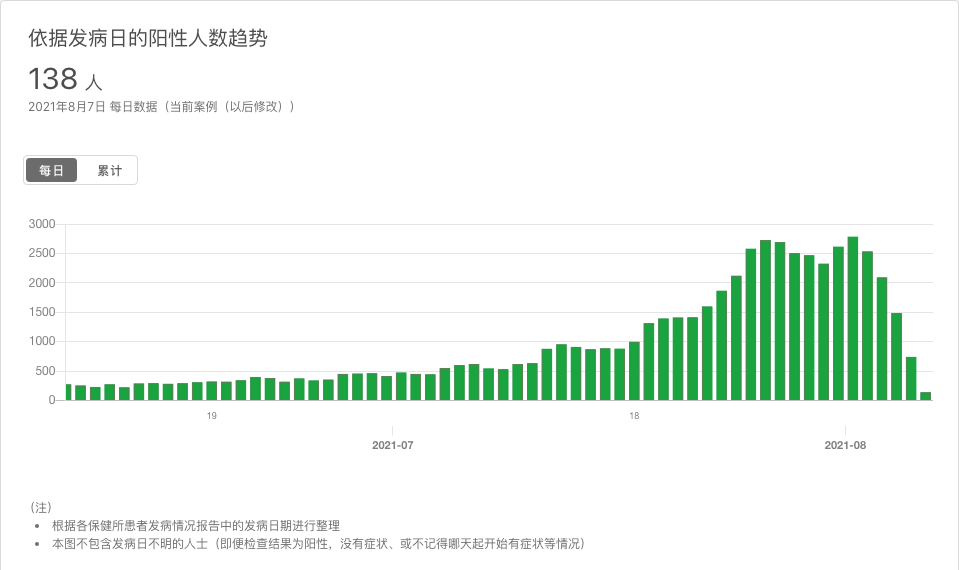 依据发病日的阳性人数趋势
138 人
2021年8月7日 每日数据（当前案例（以后修改））
每日 累计
3000
2500
2000
1500
1000
500
0
19 18
2021-07 2021-08
（注）
• 根据各保健所患者发病情况报告中的发病日期进行整理
• 本图不包含发病日不明的人士（即便检查结果为阳性，没有症状、或不记得哪天起开始有症状等情况）